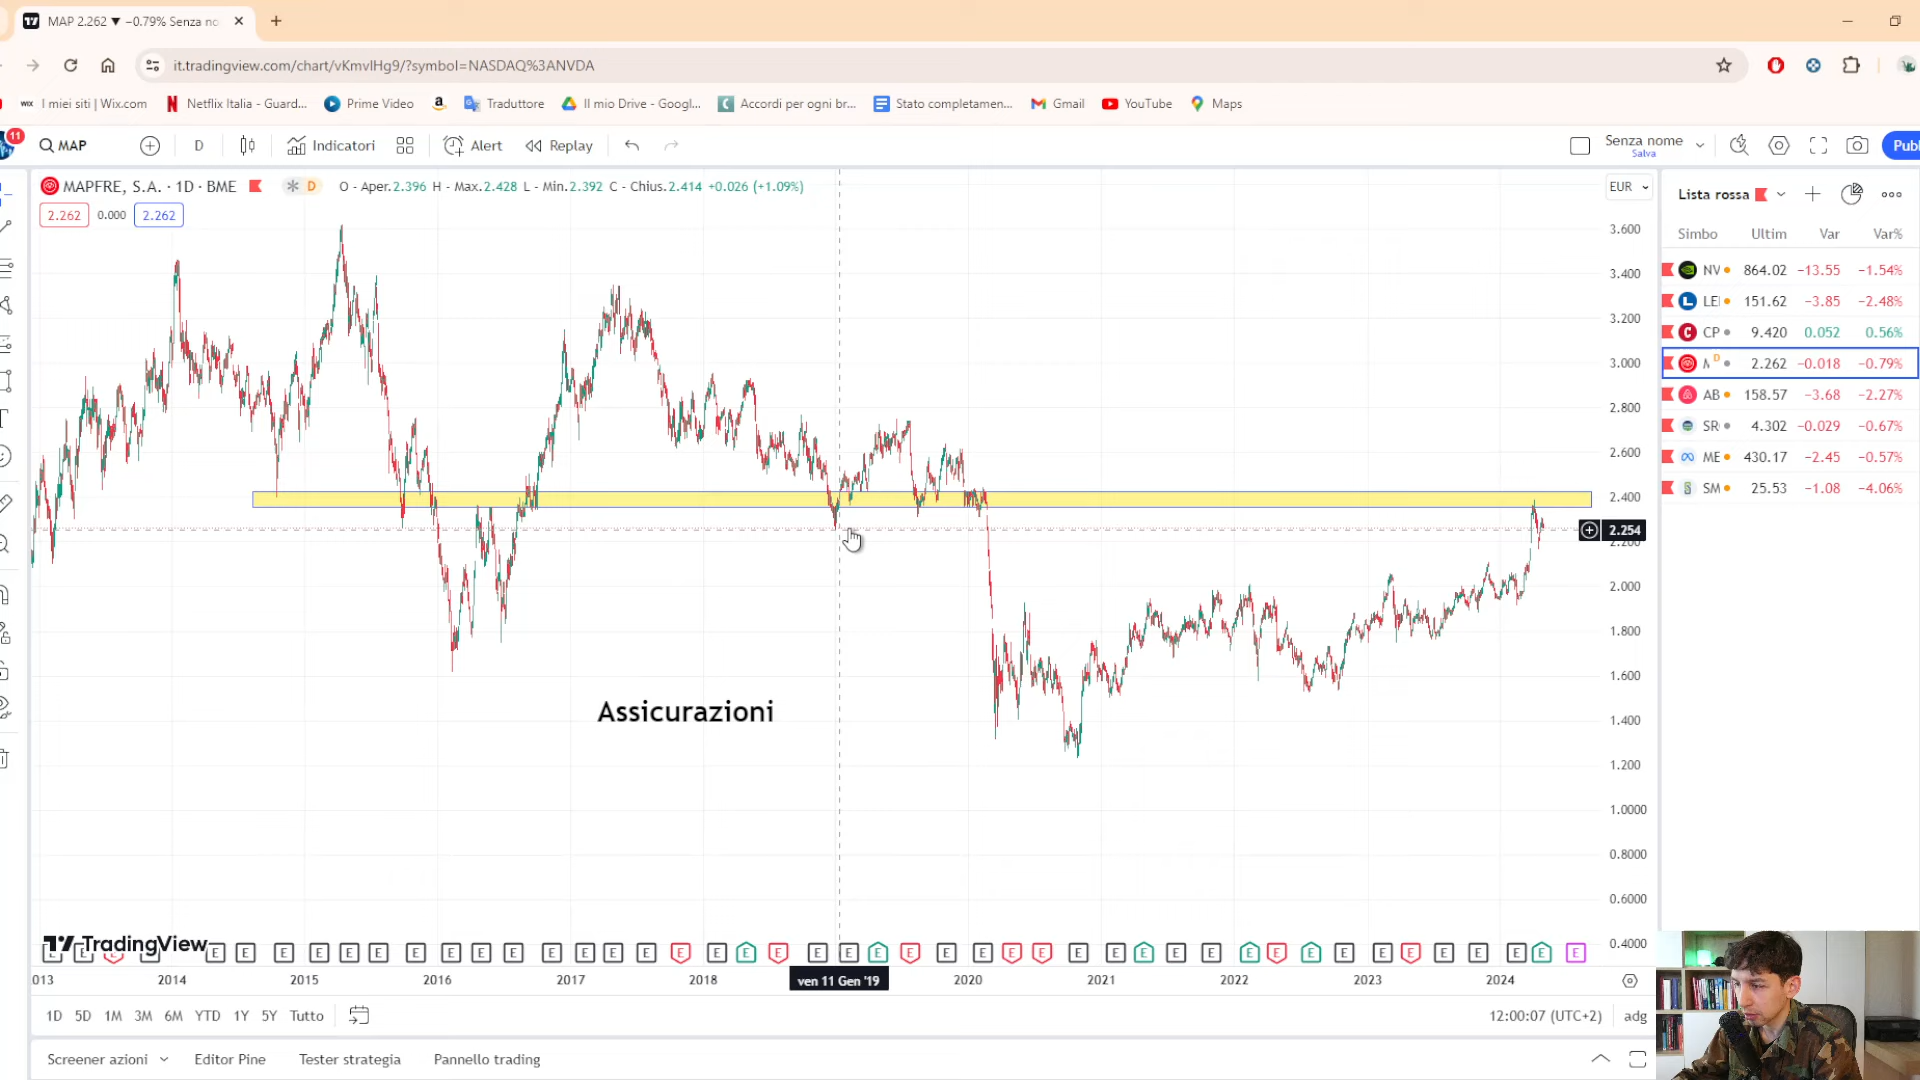 MAP 2.262 ▼ −0.79% Senza no
it.tradingview.com/chart/vKmvIHg9/?symbol=NASDAQ%3ANVDA
I miei siti | Wix.com Netflix Italia - Guard... Prime Video Traduttore Il mio Drive - Googl... Accordi per ogni br... Stato completamen... Gmail YouTube Maps
11
MAP D Indicatori Alert Replay Senza nome Publ
Salva
MAPFRE, S.A. · 1D · BME D O - Aper.2.396 H - Max.2.428 L - Min.2.392 C - Chius.2.414 +0.026 (+1.09%) EUR
2.262 0.000 2.262
Lista rossa
Simbo Ultim Var Var%
NV 864.02 −13.55 −1.54%
LE 151.62 −3.85 −2.48%
CP 9.420 0.052 0.56%
M D 2.262 −0.018 −0.79%
AB 158.57 −3.68 −2.27%
SR 4.302 −0.029 −0.67%
ME 430.17 −2.45 −0.57%
SM 25.53 −1.08 −4.06%
3.600
3.400
3.200
3.000
2.800
2.600
2.400
2.254
2.200
2.000
1.800
1.600
1.400
1.200
1.0000
0.8000
0.6000
0.4000
Assicurazioni
TradingView
E E E E E E E E E E E E E E E E E E E E E E E E E E E E E E E E E E E E E E E E E E E E E E
013 2014 2015 2016 2017 2018 ven 11 Gen '19 2020 2021 2022 2023 2024
1D 5D 1M 3M 6M YTD 1Y 5Y Tutto 12:00:07 (UTC+2) adg
Screener azioni Editor Pine Tester strategia Pannello trading